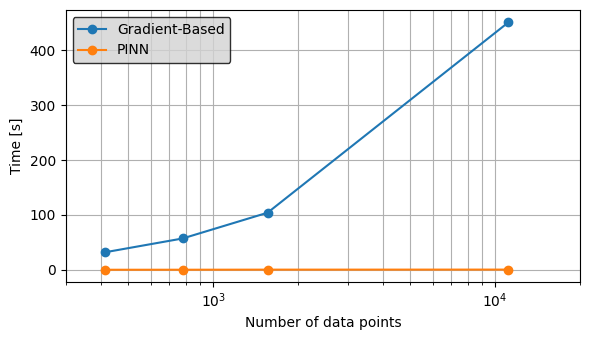 Gradient-Based
PINN
400
300
200
100
0
Time [s]
10³
10⁴
Number of data points